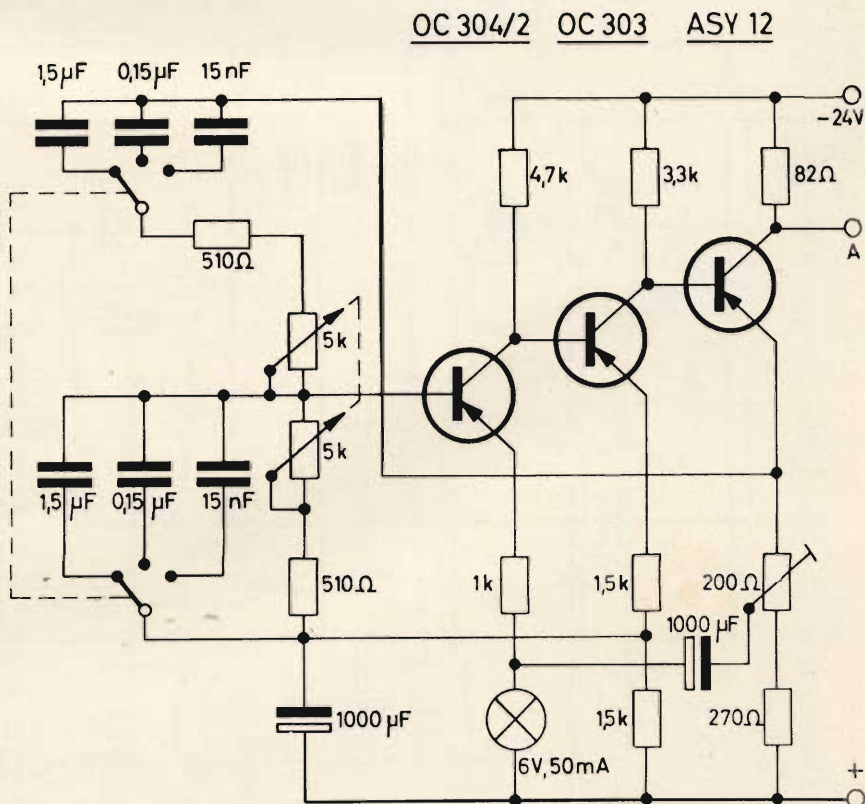 OC 304/2 OC 303 ASY 12
1,5 µF 0,15 µF 15 nF
-24V
4,7k 3,3k 82Ω
A
510Ω
5k
5k
1,5 µF 0,15 µF 15 nF
510Ω 1k 1,5k 200Ω
1000 µF
1000 µF 1,5k 270Ω
6V, 50mA
+